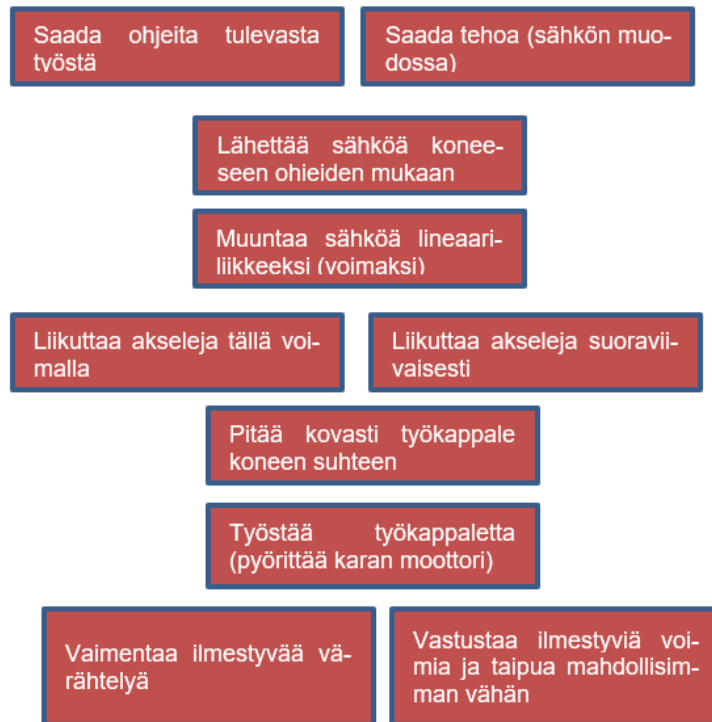 Saada ohjeita tulevasta
työstä
Saada tehoa (sähkön muo-
dossa)
Lähettää sähköä konee-
seen ohieiden mukaan
Muuntaa sähköä lineaari-
liikkeeksi (voimaksi)
Liikuttaa akseleja tällä voi-
malla
Liikuttaa akseleja suoravii-
vaisesti
Pitää kovasti työkappale
koneen suhteen
Työstää työkappaletta
(pyörittää karan moottori)
Vaimentaa ilmestyvää vä-
rähtelyä
Vastustaa ilmestyviä voi-
mia ja taipua mahdollisim-
man vähän